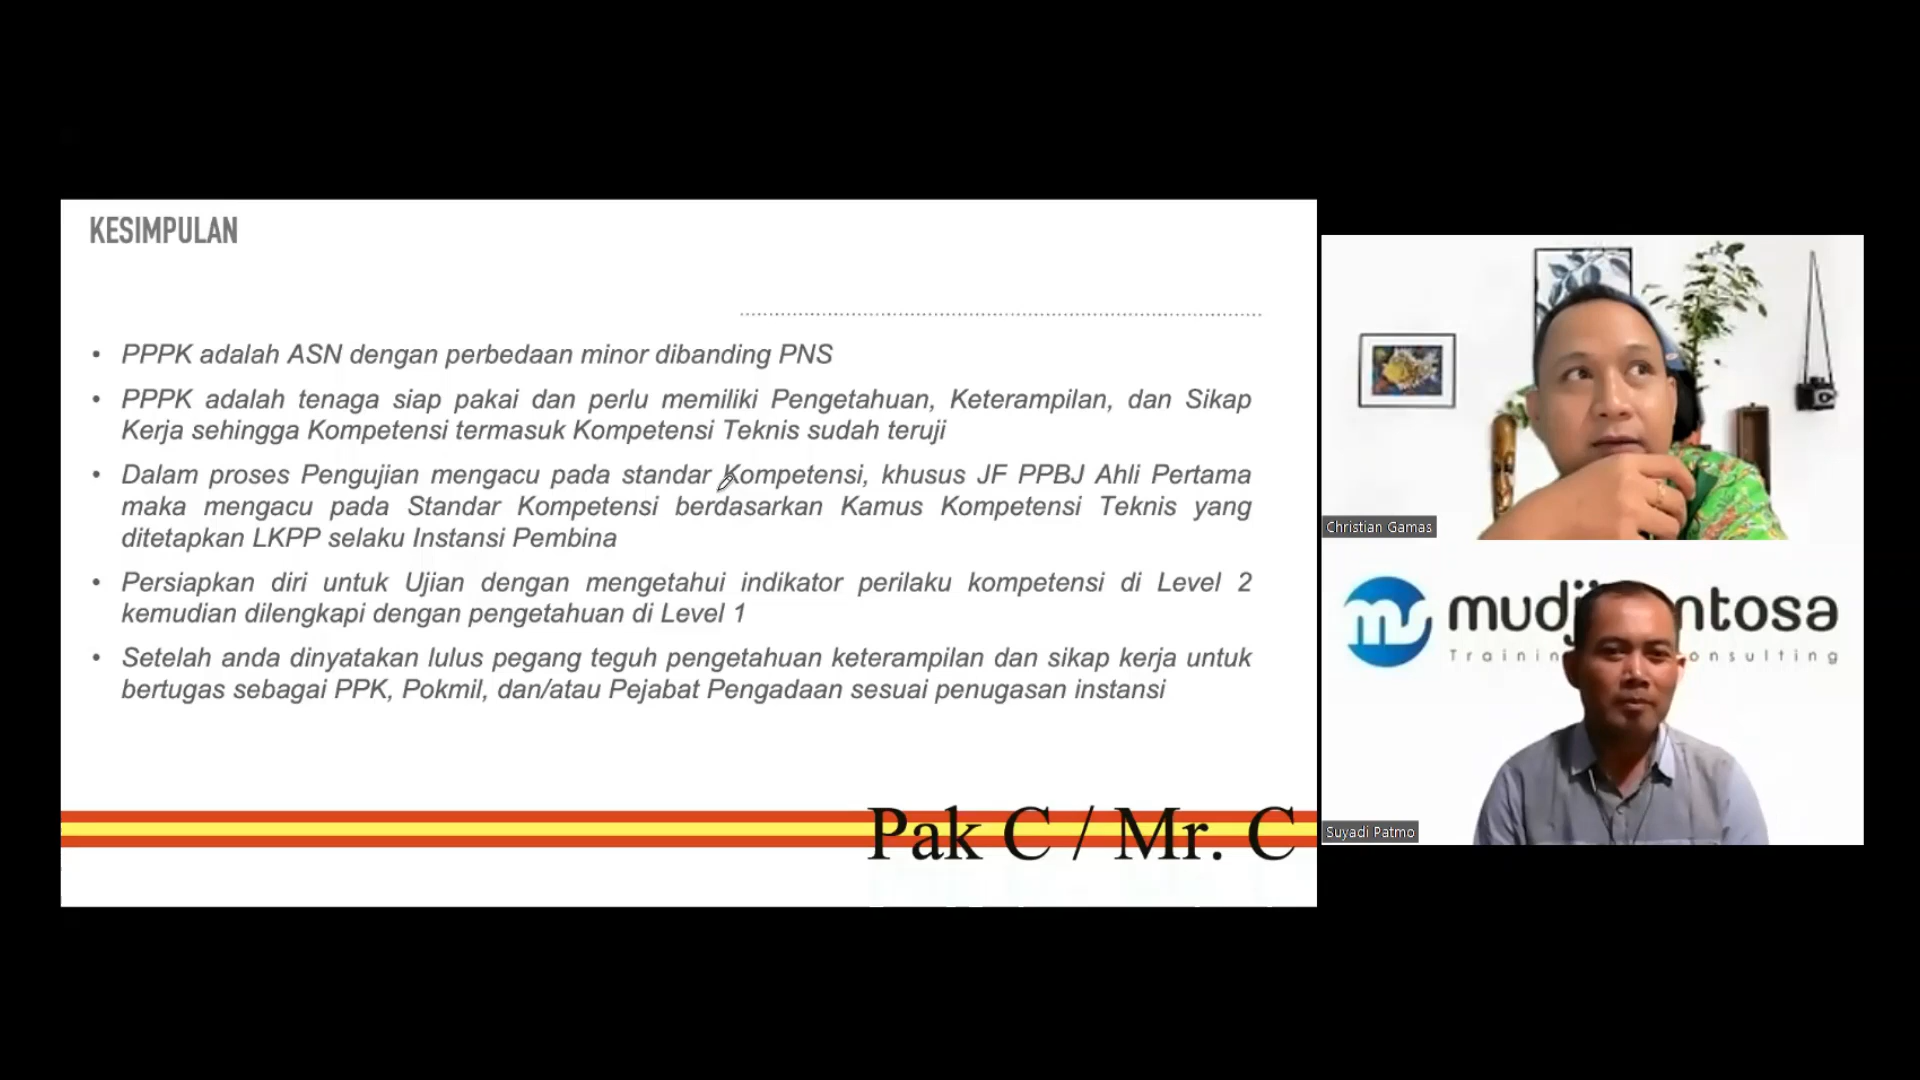 KESIMPULAN
• PPPK adalah ASN dengan perbedaan minor dibanding PNS
• PPPK adalah tenaga siap pakai dan perlu memiliki Pengetahuan, Keterampilan, dan Sikap
Kerja sehingga Kompetensi termasuk Kompetensi Teknis sudah teruji
• Dalam proses Pengujian mengacu pada standar Kompetensi, khusus JF PPBJ Ahli Pertama
maka mengacu pada Standar Kompetensi berdasarkan Kamus Kompetensi Teknis yang
ditetapkan LKPP selaku Instansi Pembina
• Persiapkan diri untuk Ujian dengan mengetahui indikator perilaku kompetensi di Level 2
kemudian dilengkapi dengan pengetahuan di Level 1
• Setelah anda dinyatakan lulus pegang teguh pengetahuan keterampilan dan sikap kerja untuk
bertugas sebagai PPK, Pokmil, dan/atau Pejabat Pengadaan sesuai penugasan instansi
Pak C / Mr. C
Christian Gamas
Suyadi Patmo